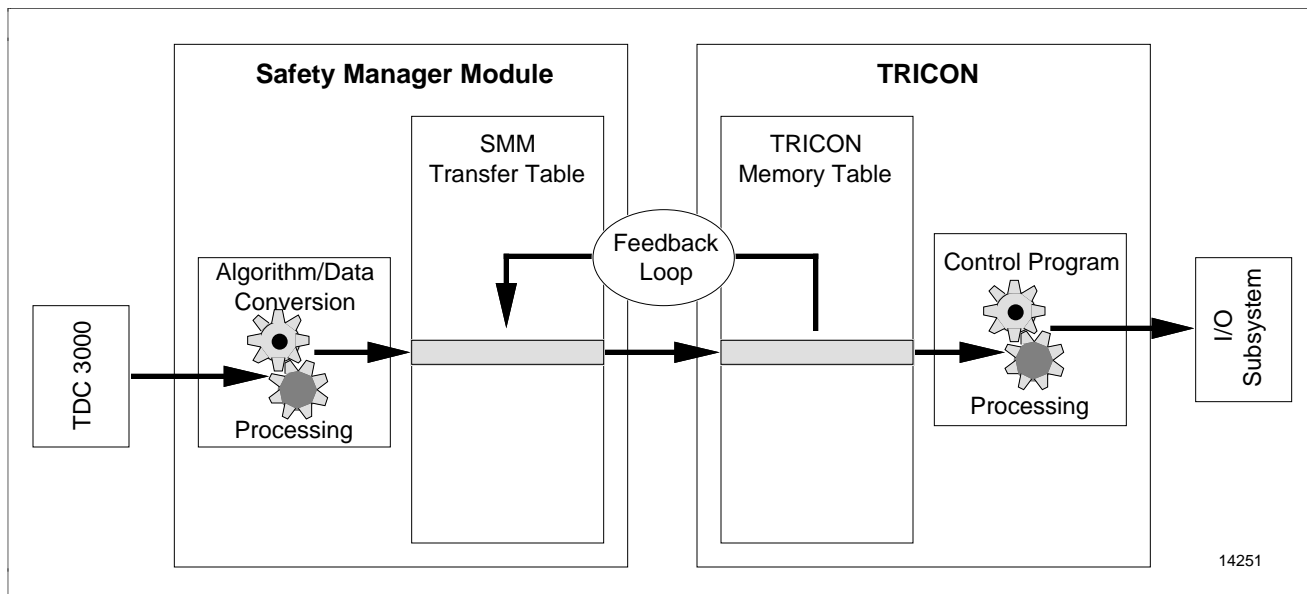 Safety Manager Module
TRICON
SMM
Transfer Table
TRICON
Memory Table
Feedback
Loop
Algorithm/Data
Conversion
Processing
Control Program
Processing
TDC 3000
I/O
Subsystem
14251